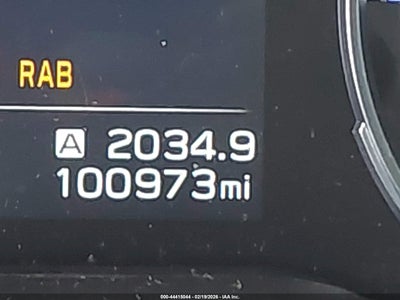 RAB
A 2034.9
100973mi
000-44415044 - 02/19/2026 - IAA Inc.